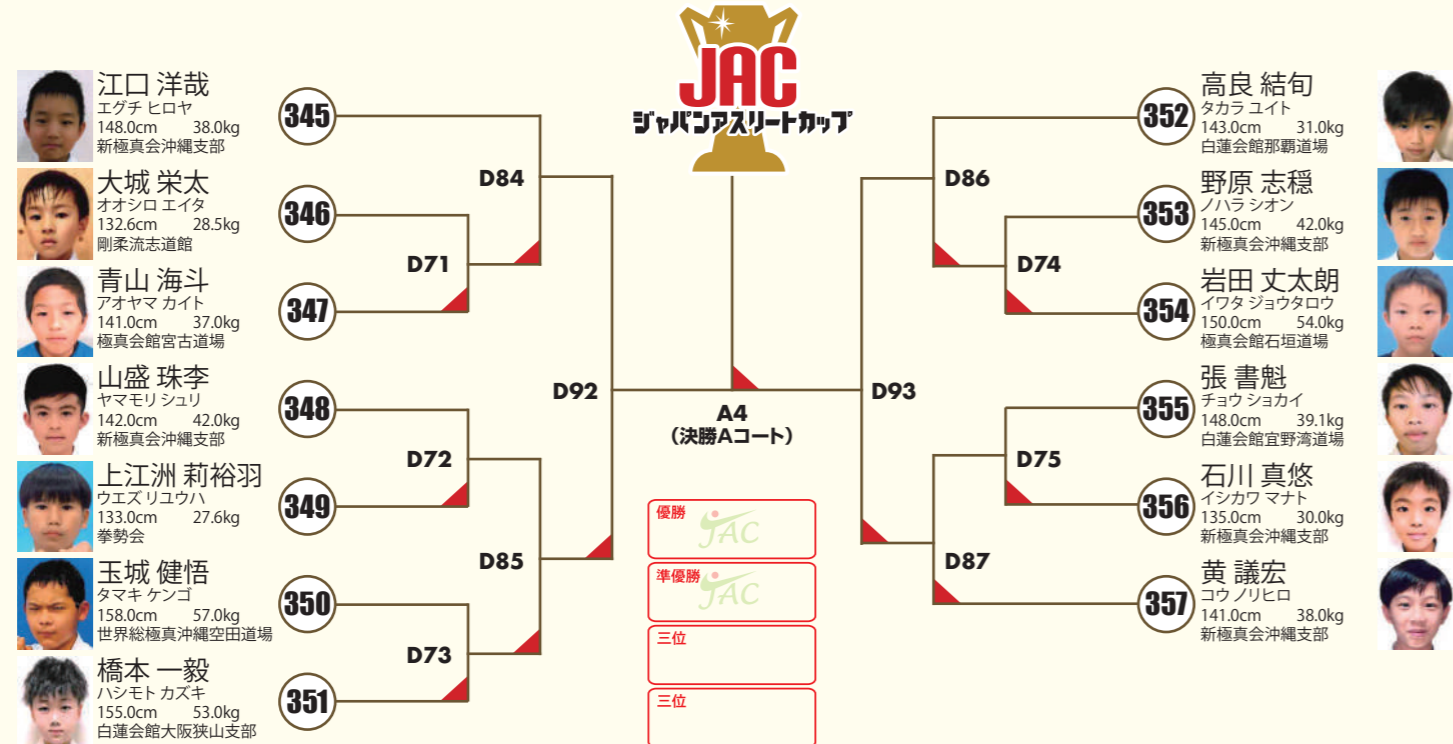 JAC
ジャパンアスリートカップ
江口 洋哉
エグチ ヒロヤ
148.0cm 38.0kg
新極真会沖縄支部
345
大城 栄太
オオシロ エイタ
132.6cm 28.5kg
剛柔流志道館
346
青山 海斗
アオヤマ カイト
141.0cm 37.0kg
極真会館宮古道場
347
山盛 珠李
ヤマモリ シュリ
142.0cm 42.0kg
新極真会沖縄支部
348
上江洲 莉裕羽
ウエズ リユウハ
133.0cm 27.6kg
拳勢会
349
玉城 健悟
タマキ ケンゴ
158.0cm 57.0kg
世界総極真沖縄空田道場
350
橋本 一毅
ハシモト カズキ
155.0cm 53.0kg
白蓮会館大阪狭山支部
351
D84
D71
D72
D85
D73
D92
A4
（決勝Aコート）
優勝
JAC
準優勝
JAC
三位
三位
D93
D86
D74
D75
D87
352
高良 結旬
タカラ ユイト
143.0cm 31.0kg
白蓮会館那覇道場
353
野原 志穏
ノハラ シオン
145.0cm 42.0kg
新極真会沖縄支部
354
岩田 丈太朗
イワタ ジョウタロウ
150.0cm 54.0kg
極真会館石垣道場
355
張 書魁
チョウ ショカイ
148.0cm 39.1kg
白蓮会館宜野湾道場
356
石川 真悠
イシカワ マナト
135.0cm 30.0kg
新極真会沖縄支部
357
黄 議宏
コウ ノリヒロ
141.0cm 38.0kg
新極真会沖縄支部